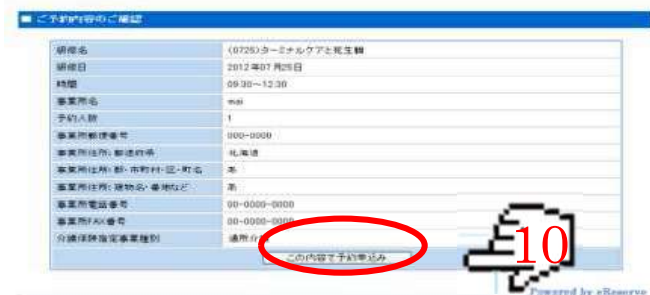 ■ ご予約内容のご確認
研修名 (0725)ターミナルケアと死生観
研修日 2012年07月25日
時間 09:30～12:30
事業所名 mai
予約人数 1
事業所郵便番号 000-0000
事業所住所:都道府県 北海道
事業所住所:郡・市町村・区・町名 あ
事業所住所:建物名・番地など あ
事業所電話番号 00-0000-0000
事業所FAX番号 00-0000-0000
介護保険指定事業種別 通所介
この内容で予約申込み
10
Powered by eReserve